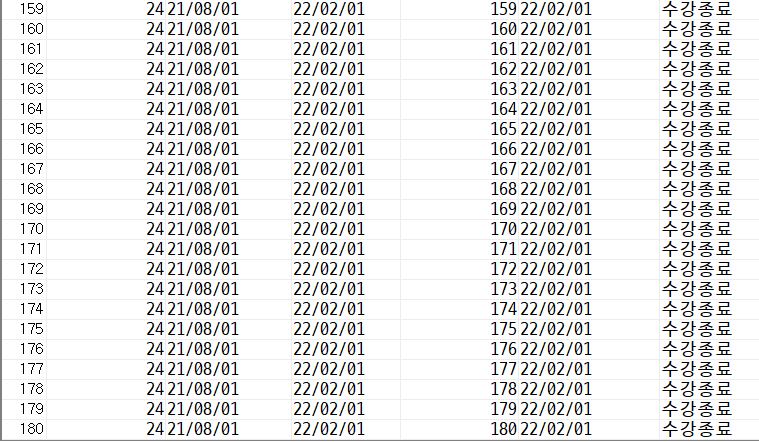 159 24 21/08/01 22/02/01 159 22/02/01 수강종료
160 24 21/08/01 22/02/01 160 22/02/01 수강종료
161 24 21/08/01 22/02/01 161 22/02/01 수강종료
162 24 21/08/01 22/02/01 162 22/02/01 수강종료
163 24 21/08/01 22/02/01 163 22/02/01 수강종료
164 24 21/08/01 22/02/01 164 22/02/01 수강종료
165 24 21/08/01 22/02/01 165 22/02/01 수강종료
166 24 21/08/01 22/02/01 166 22/02/01 수강종료
167 24 21/08/01 22/02/01 167 22/02/01 수강종료
168 24 21/08/01 22/02/01 168 22/02/01 수강종료
169 24 21/08/01 22/02/01 169 22/02/01 수강종료
170 24 21/08/01 22/02/01 170 22/02/01 수강종료
171 24 21/08/01 22/02/01 171 22/02/01 수강종료
172 24 21/08/01 22/02/01 172 22/02/01 수강종료
173 24 21/08/01 22/02/01 173 22/02/01 수강종료
174 24 21/08/01 22/02/01 174 22/02/01 수강종료
175 24 21/08/01 22/02/01 175 22/02/01 수강종료
176 24 21/08/01 22/02/01 176 22/02/01 수강종료
177 24 21/08/01 22/02/01 177 22/02/01 수강종료
178 24 21/08/01 22/02/01 178 22/02/01 수강종료
179 24 21/08/01 22/02/01 179 22/02/01 수강종료
180 24 21/08/01 22/02/01 180 22/02/01 수강종료